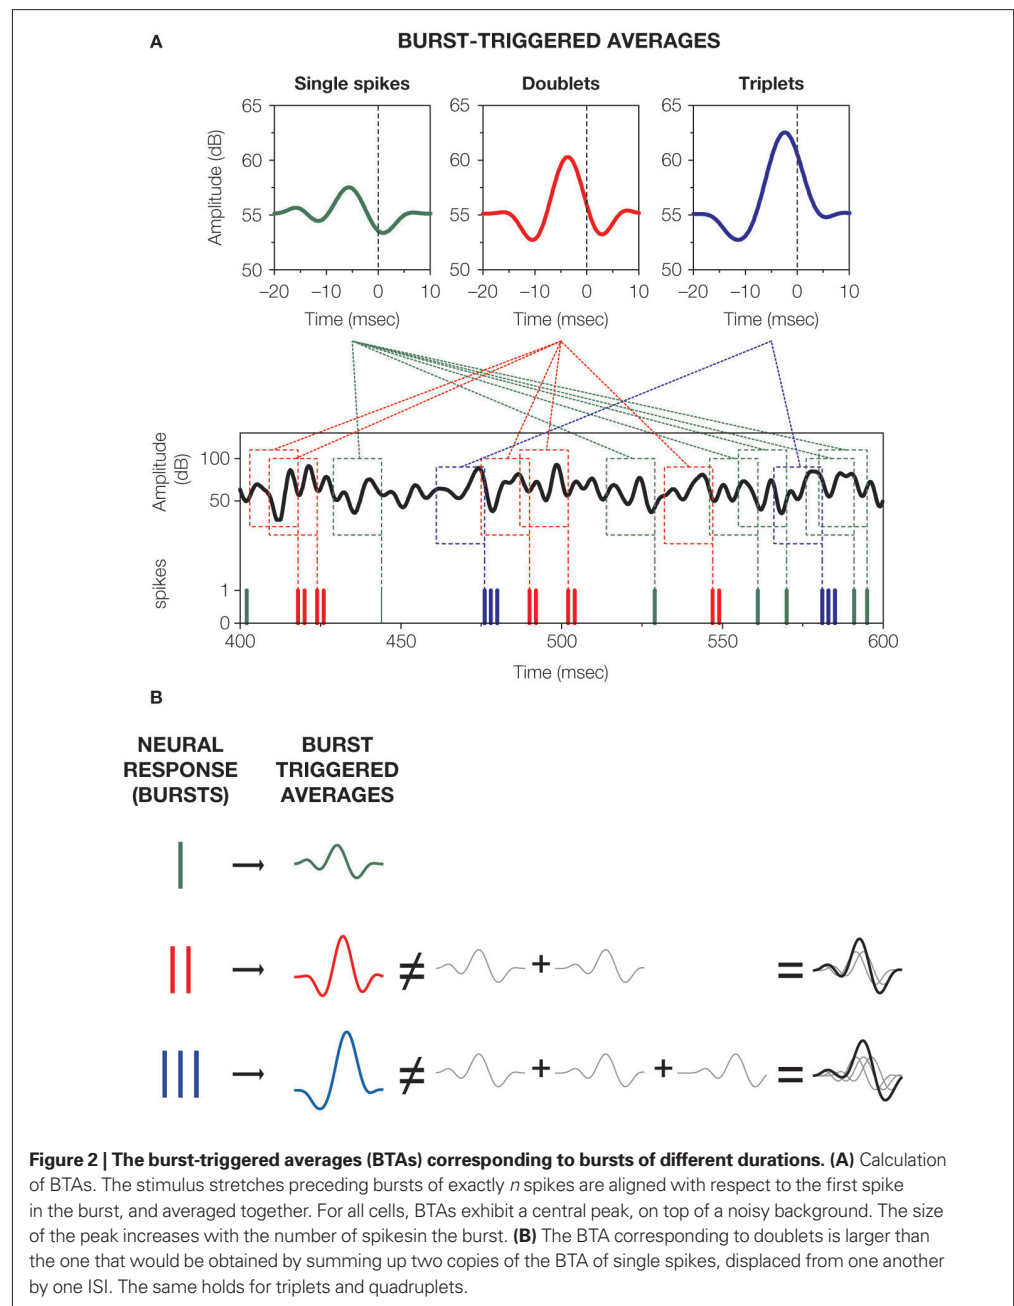 A
BURST-TRIGGERED AVERAGES
Single spikes
Doublets
Triplets
65
60
55
50
Amplitude (dB)
−20
−10
0
10
Time (msec)
65
60
55
50
−20
−10
0
10
Time (msec)
65
60
55
50
−20
−10
0
10
Time (msec)
Amplitude
(dB)
100
50
spikes
1
0
400
450
500
550
600
Time (msec)
B
NEURAL
RESPONSE
(BURSTS)
BURST
TRIGGERED
AVERAGES
≠
+
=
≠
+
+
=
Figure 2 | The burst-triggered averages (BTAs) corresponding to bursts of different durations. (A) Calculation
of BTAs. The stimulus stretches preceding bursts of exactly n spikes are aligned with respect to the first spike
in the burst, and averaged together. For all cells, BTAs exhibit a central peak, on top of a noisy background. The size
of the peak increases with the number of spikesin the burst. (B) The BTA corresponding to doublets is larger than
the one that would be obtained by summing up two copies of the BTA of single spikes, displaced from one another
by one ISI. The same holds for triplets and quadruplets.